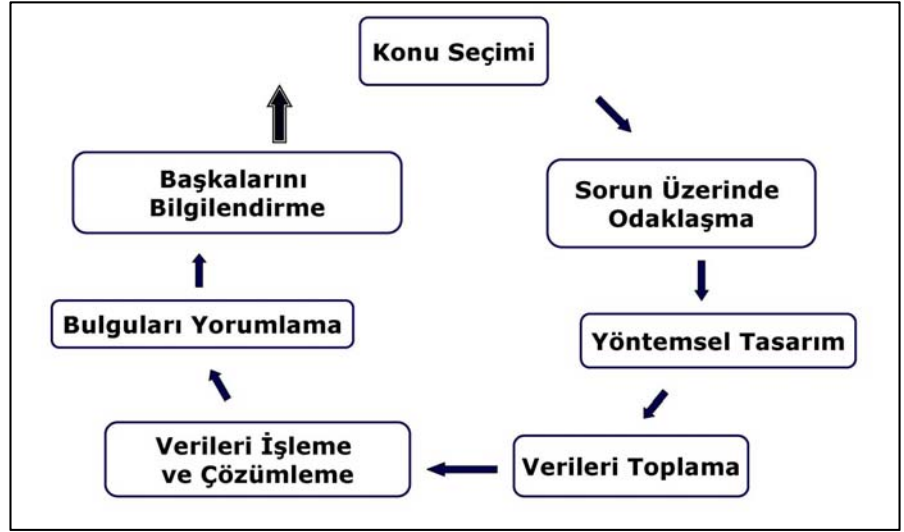 Konu Seçimi
Sorun Üzerinde
Odaklaşma
Yöntemsel Tasarım
Verileri Toplama
Verileri İşleme
ve Çözümleme
Bulguları Yorumlama
Başkalarını
Bilgilendirme